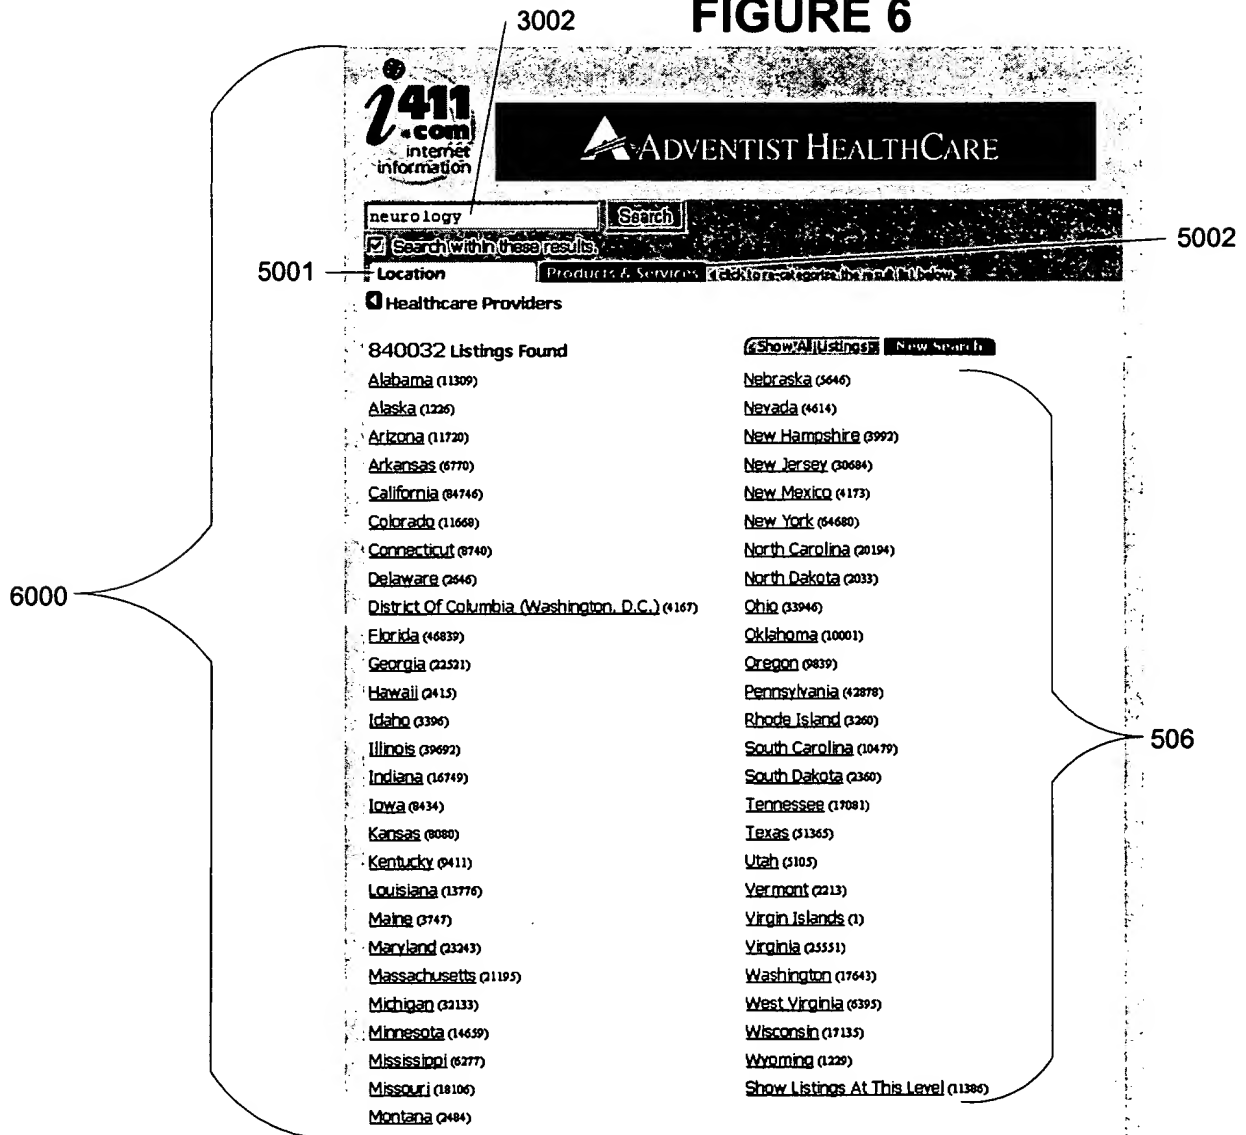 FIGURE 6
3002
i411
.com
internet
information
ADVENTIST HEALTHCARE
neurology Search
Search within these results.
5002
5001
Location Products & Services click to re-categorize the result list below.
Healthcare Providers
840032 Listings Found Show All Listings New Search
Alabama (11309) Nebraska (5646)
Alaska (1226) Nevada (4614)
Arizona (11720) New Hampshire (3992)
Arkansas (6770) New Jersey (30684)
California (84746) New Mexico (4173)
Colorado (11668) New York (64680)
Connecticut (8740) North Carolina (20194)
Delaware (2646) North Dakota (2033)
6000
District Of Columbia (Washington, D.C.) (4167) Ohio (33946)
Florida (46839) Oklahoma (10001)
Georgia (22521) Oregon (9839)
Hawaii (2415) Pennsylvania (42878)
Idaho (3396) Rhode Island (3260)
Illinois (39692) South Carolina (10479)
506
Indiana (16749) South Dakota (2360)
Iowa (8434) Tennessee (17081)
Kansas (8080) Texas (51365)
Kentucky (9411) Utah (5105)
Louisiana (13776) Vermont (2213)
Maine (3747) Virgin Islands (1)
Maryland (23243) Virginia (25551)
Massachusetts (21195) Washington (17643)
Michigan (32133) West Virginia (6395)
Minnesota (14659) Wisconsin (17135)
Mississippi (6277) Wyoming (1229)
Missouri (18106) Show Listings At This Level (11386)
Montana (2484)